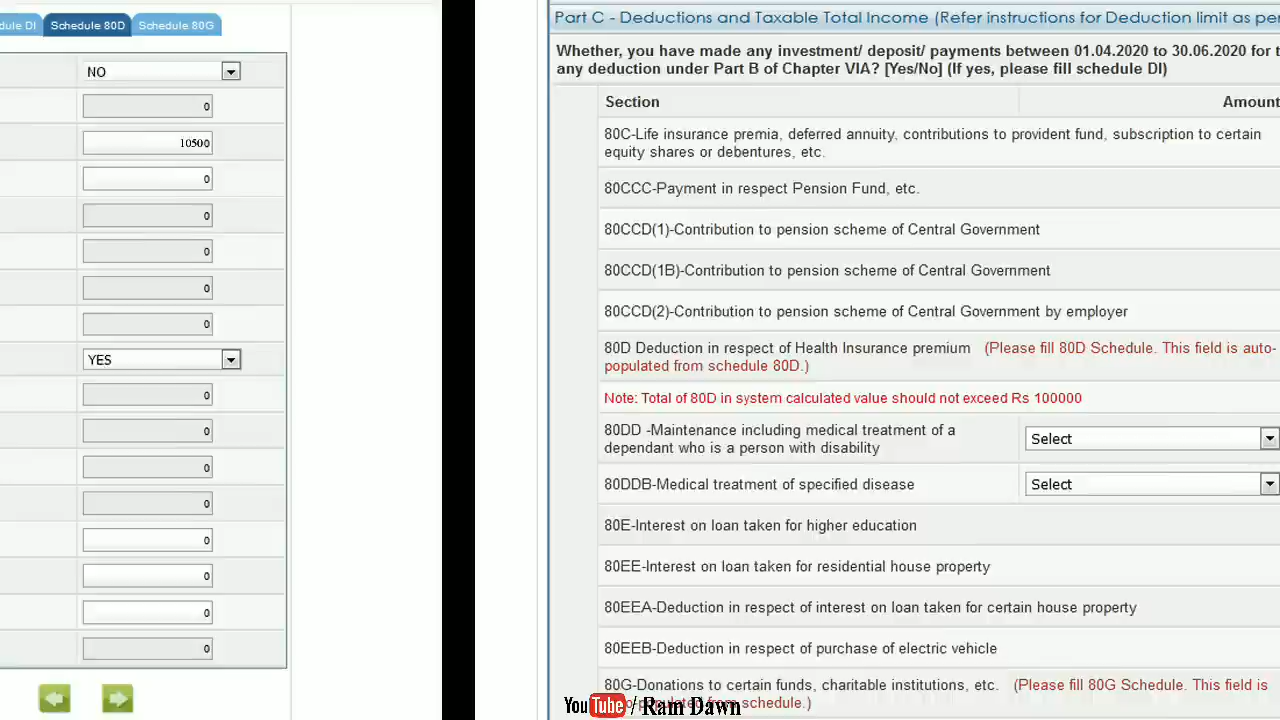 dule DI
Schedule 80D
Schedule 80G
NO
0
10500
0
0
0
0
0
YES
0
0
0
0
0
0
0
0
Part C - Deductions and Taxable Total Income (Refer instructions for Deduction limit as per
Whether, you have made any investment/ deposit/ payments between 01.04.2020 to 30.06.2020 for t
any deduction under Part B of Chapter VIA? [Yes/No] (If yes, please fill schedule DI)
Section
Amount
80C-Life insurance premia, deferred annuity, contributions to provident fund, subscription to certain
equity shares or debentures, etc.
80CCC-Payment in respect Pension Fund, etc.
80CCD(1)-Contribution to pension scheme of Central Government
80CCD(1B)-Contribution to pension scheme of Central Government
80CCD(2)-Contribution to pension scheme of Central Government by employer
80D Deduction in respect of Health Insurance premium (Please fill 80D Schedule. This field is auto-
populated from schedule 80D.)
Note: Total of 80D in system calculated value should not exceed Rs 100000
80DD -Maintenance including medical treatment of a
dependant who is a person with disability
Select
80DDB-Medical treatment of specified disease
Select
80E-Interest on loan taken for higher education
80EE-Interest on loan taken for residential house property
80EEA-Deduction in respect of interest on loan taken for certain house property
80EEB-Deduction in respect of purchase of electric vehicle
80G-Donations to certain funds, charitable institutions, etc. (Please fill 80G Schedule. This field is
schedule.)
YouTube / Ram Dawn